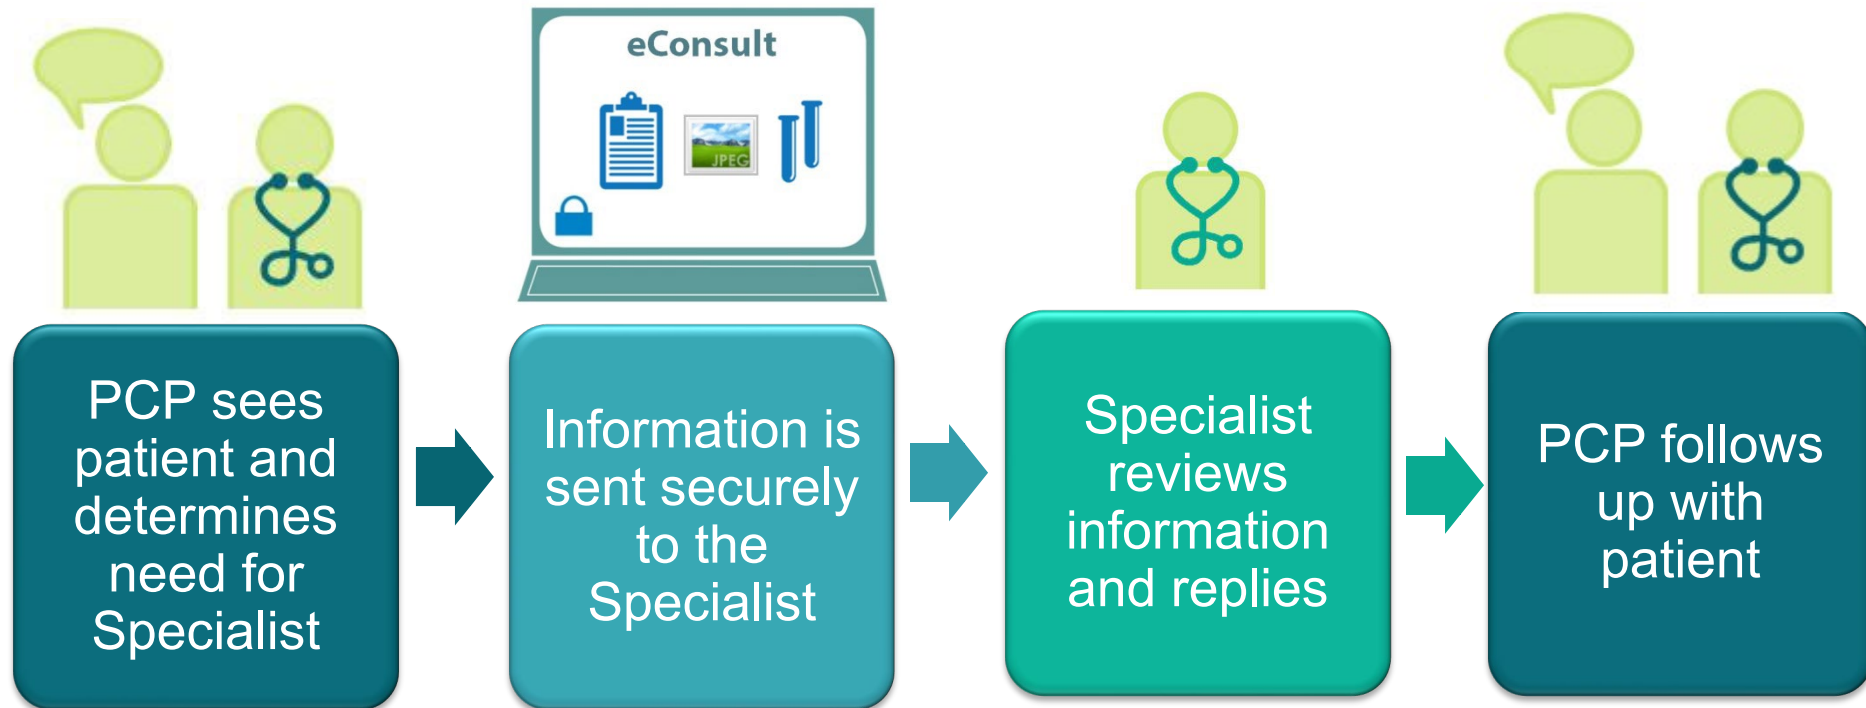 eConsult
JPEG
PCP sees
patient and
determines
need for
Specialist
Information is
sent securely
to the
Specialist
Specialist
reviews
information
and replies
PCP follows
up with
patient